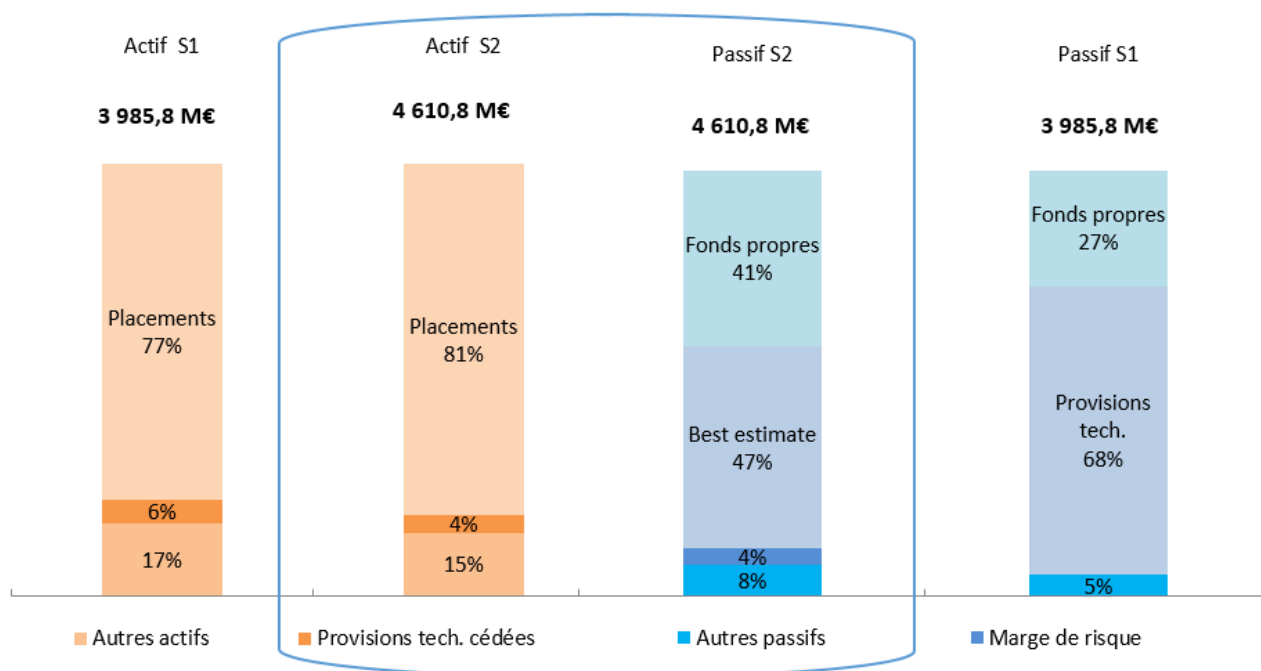 Actif S1
Actif S2
Passif S2
Passif S1
3 985,8 M€
4 610,8 M€
4 610,8 M€
3 985,8 M€
Placements
77%
6%
17%
Placements
81%
4%
15%
Fonds propres
41%
Best estimate
47%
4%
8%
Fonds propres
27%
Provisions
tech.
68%
5%
Autres actifs
Provisions tech. cédées
Autres passifs
Marge de risque